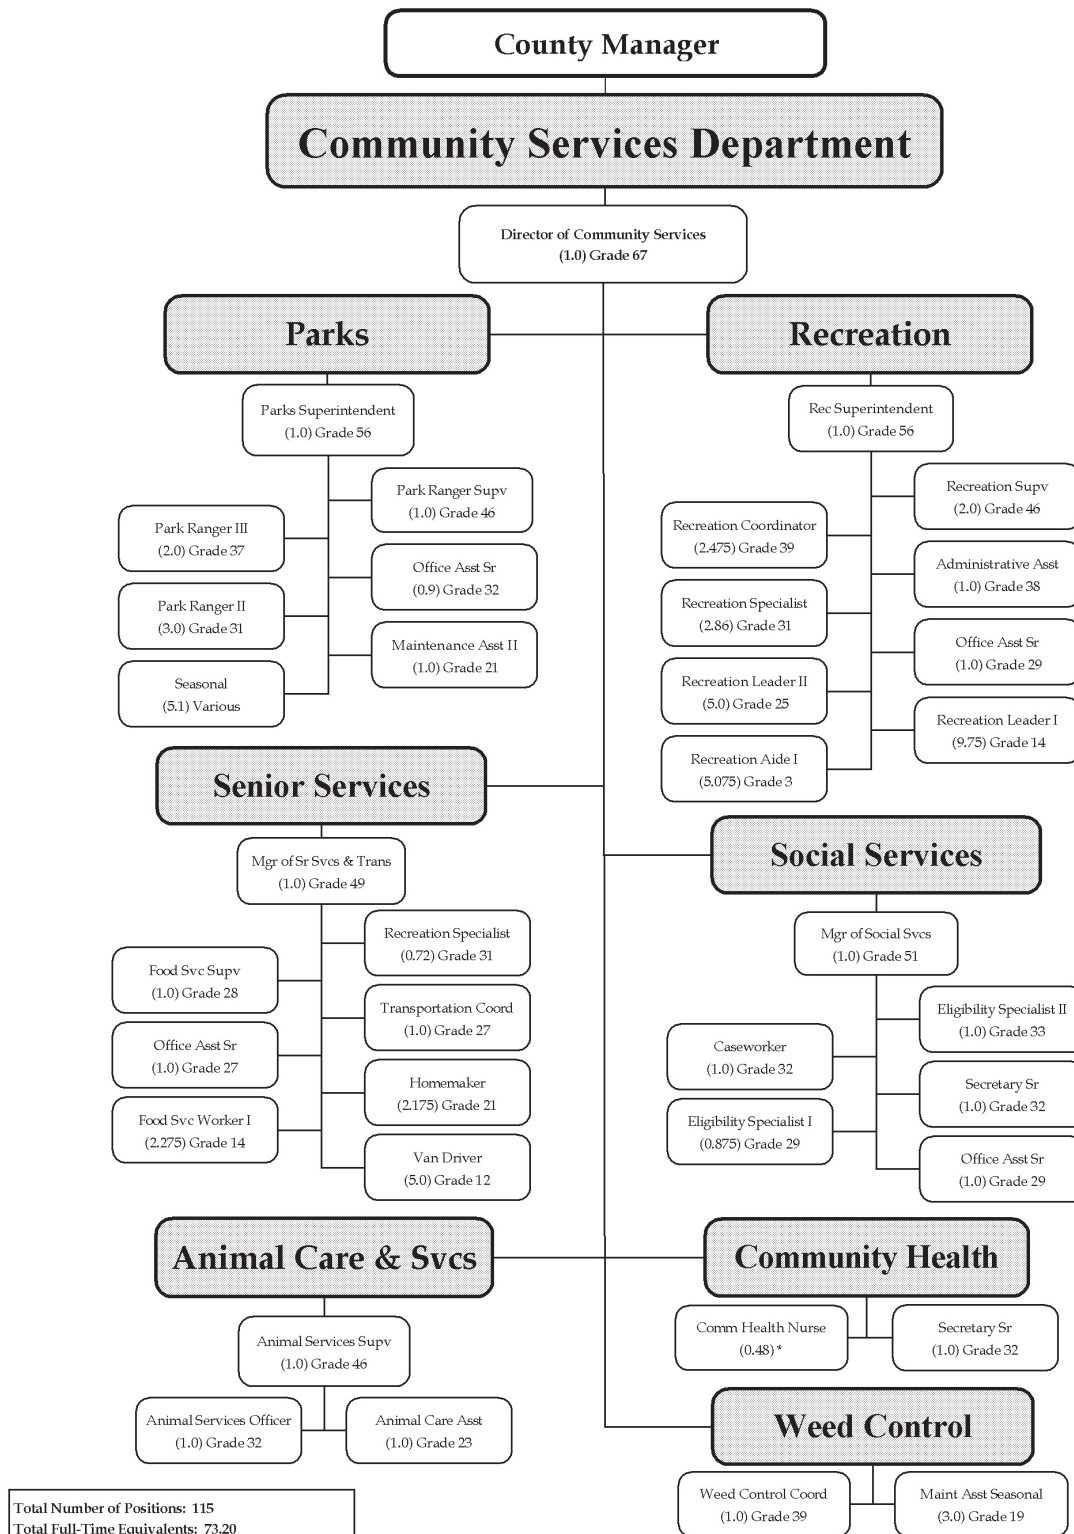 County Manager
Community Services Department
Director of Community Services
(1.0) Grade 67
Parks
Parks Superintendent
(1.0) Grade 56
Park Ranger Supv
(1.0) Grade 46
Park Ranger III
(2.0) Grade 37
Office Asst Sr
(0.9) Grade 32
Park Ranger II
(3.0) Grade 31
Maintenance Asst II
(1.0) Grade 21
Seasonal
(5.1) Various
Recreation
Rec Superintendent
(1.0) Grade 56
Recreation Supv
(2.0) Grade 46
Recreation Coordinator
(2.475) Grade 39
Administrative Asst
(1.0) Grade 38
Recreation Specialist
(2.86) Grade 31
Office Asst Sr
(1.0) Grade 29
Recreation Leader II
(5.0) Grade 25
Recreation Leader I
(9.75) Grade 14
Recreation Aide I
(5.075) Grade 3
Senior Services
Mgr of Sr Svcs & Trans
(1.0) Grade 49
Recreation Specialist
(0.72) Grade 31
Food Svc Supv
(1.0) Grade 28
Transportation Coord
(1.0) Grade 27
Office Asst Sr
(1.0) Grade 27
Homemaker
(2.175) Grade 21
Food Svc Worker I
(2.275) Grade 14
Van Driver
(5.0) Grade 12
Social Services
Mgr of Social Svcs
(1.0) Grade 51
Eligibility Specialist II
(1.0) Grade 33
Caseworker
(1.0) Grade 32
Secretary Sr
(1.0) Grade 32
Eligibility Specialist I
(0.875) Grade 29
Office Asst Sr
(1.0) Grade 29
Animal Care & Svcs
Animal Services Supv
(1.0) Grade 46
Animal Services Officer
(1.0) Grade 32
Animal Care Asst
(1.0) Grade 23
Community Health
Comm Health Nurse
(0.48) *
Secretary Sr
(1.0) Grade 32
Weed Control
Weed Control Coord
(1.0) Grade 39
Maint Asst Seasonal
(3.0) Grade 19
Total Number of Positions: 115
Total Full-Time Equivalents: 73.20